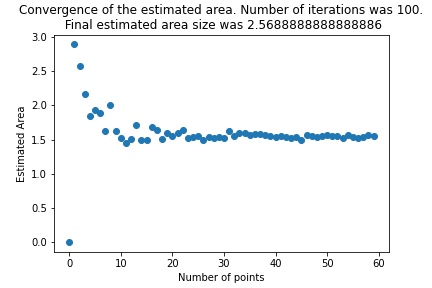 Convergence of the estimated area. Number of iterations was 100.
Final estimated area size was 2.5688888888888886
3.0
2.5
2.0
1.5
1.0
0.5
0.0
Estimated Area
0 10 20 30 40 50 60
Number of points